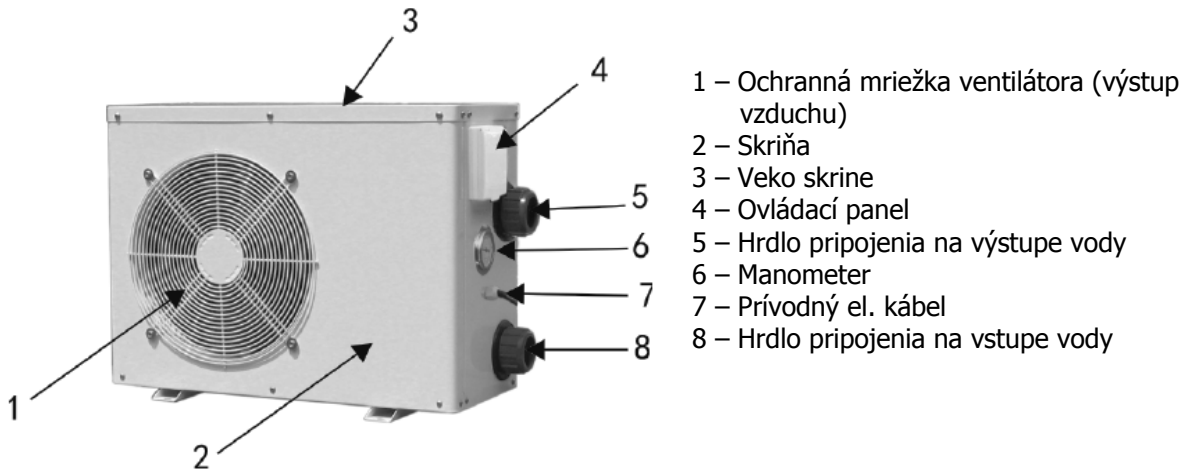 3
4
5
6
7
8
1
2
1 – Ochranná mriežka ventilátora (výstup
vzduchu)
2 – Skriňa
3 – Veko skrine
4 – Ovládací panel
5 – Hrdlo pripojenia na výstupe vody
6 – Manometer
7 – Prívodný el. kábel
8 – Hrdlo pripojenia na vstupe vody